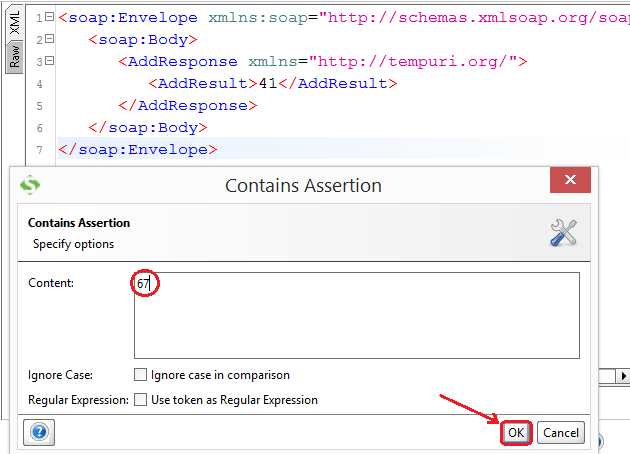 XML
Raw
1 <soap:Envelope xmlns:soap="http://schemas.xmlsoap.org/soap
2 <soap:Body>
3 <AddResponse xmlns="http://tempuri.org/">
4 <AddResult>41</AddResult>
5 </AddResponse>
6 </soap:Body>
7 </soap:Envelope>
Contains Assertion
Contains Assertion
Specify options
Content:
67
Ignore Case: Ignore case in comparison
Regular Expression: Use token as Regular Expression
? OK Cancel